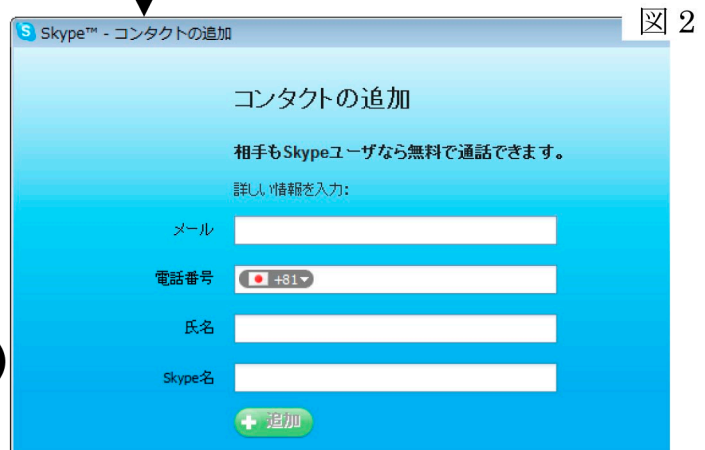 図 2
Skype™ - コンタクトの追加
コンタクトの追加
相手もSkypeユーザなら無料で通話できます。
詳しい情報を入力:
メール
電話番号 +81
氏名
Skype名
追加